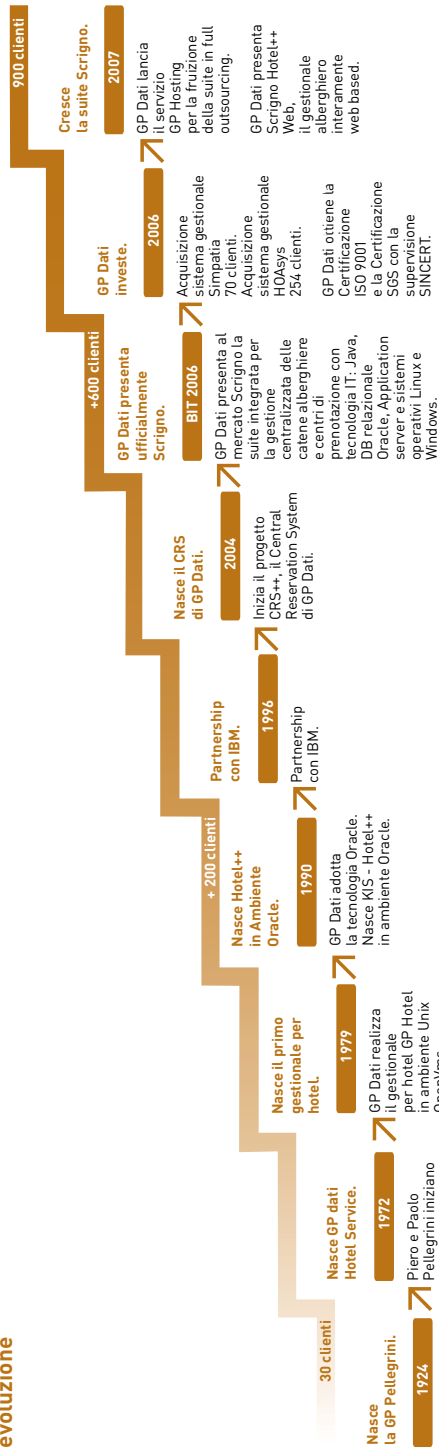 evoluzione
30 clienti
Nasce
la GP Pellegrini.
1924
Nasce GP dati
Hotel Service.
1972
Piero e Paolo
Pellegrini iniziano
Nasce il primo
gestionale per
hotel.
1979
GP Dati realizza
il gestionale
per hotel GP Hotel
in ambiente Unix
+ 200 clienti
Nasce Hotel++
in Ambiente
Oracle.
1990
GP Dati adotta
la tecnologia Oracle.
Nasce KIS - Hotel++
in ambiente Oracle.
Partnership
con IBM.
1996
Partnership
con IBM.
Nasce il CRS
di GP Dati.
2004
Inizia il progetto
CRS++, il Central
Reservation System
di GP Dati.
+600 clienti
GP Dati presenta
ufficialmente
Scrigno.
BIT 2006
GP Dati presenta al
mercato Scrigno la
suite integrata per
la gestione
centralizzata delle
catene alberghiere
e centri di
prenotazione con
tecnologia IT: Java,
DB relazionale
Oracle, Application
server e sistemi
operativi Linux e
Windows.
GP Dati
investe.
2006
Acquisizione
sistema gestionale
Simpatia
70 clienti.
Acquisizione
sistema gestionale
HOAsys
254 clienti.
GP Dati ottiene la
Certificazione
ISO 9001
e la Certificazione
SGS con la
supervisione
SINCERT.
900 clienti
Cresce
la suite Scrigno.
2007
GP Dati lancia
il servizio
GP Hosting
per la fruizione
della suite in full
outsourcing.
GP Dati presenta
Scrigno Hotel++
Web,
il gestionale
alberghiero
interamente
web based.